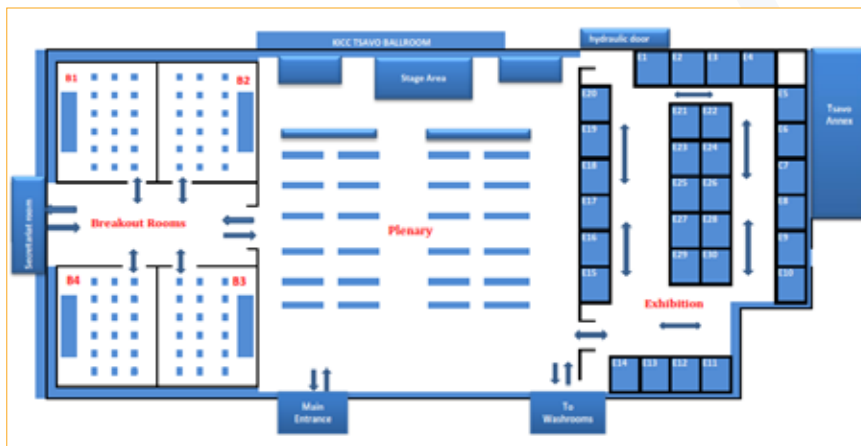 KICC TSAVO BALLROOM
hydraulic door
Stage Area
B1
B2
E1
E2
E3
E4
E20
E5
Tsavo
Annex
E21
E22
E19
E6
E23
E24
E18
E7
E25
E26
E17
E8
Secretariat room
Breakout Rooms
Plenary
E27
E28
E16
E9
E29
E30
E15
E10
B4
B3
Exhibition
E14
E13
E12
E11
Main
Entrance
To
Washrooms